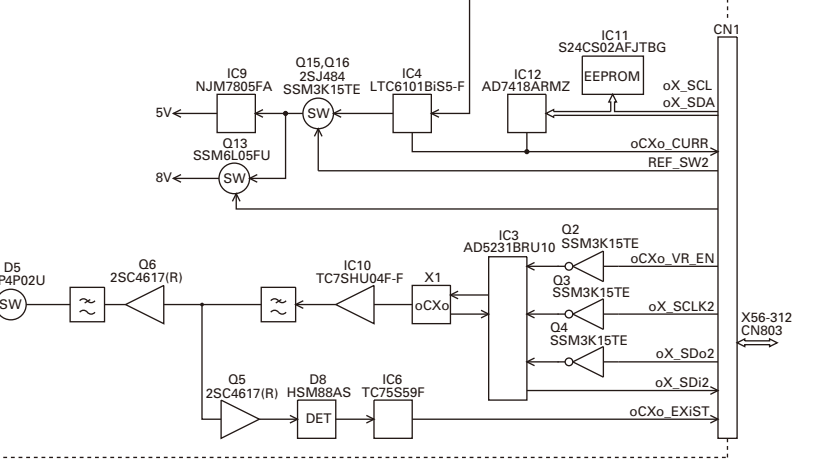 CN1
IC11
S24CS02AFJTBG
EEPROM
Q15,Q16
2SJ484
SSM3K15TE
IC9
NJM7805FA
IC4
LTC6101BiS5-F
IC12
AD7418ARMZ
oX_SCL
oX_SDA
5V
SW
oCXo_CURR
REF_SW2
Q13
SSM6L05FU
8V
SW
IC3
AD5231BRU10
Q2
SSM3K15TE
oCXo_VR_EN
D5
P4P02U
SW
Q6
2SC4617(R)
IC10
TC7SHU04F-F
X1
oCXo
Q3
SSM3K15TE
oX_SCLK2
Q4
SSM3K15TE
oX_SDo2
X56-312
CN803
oX_SDi2
Q5
2SC4617(R)
D8
HSM88AS
DET
IC6
TC75S59F
oCXo_EXiST